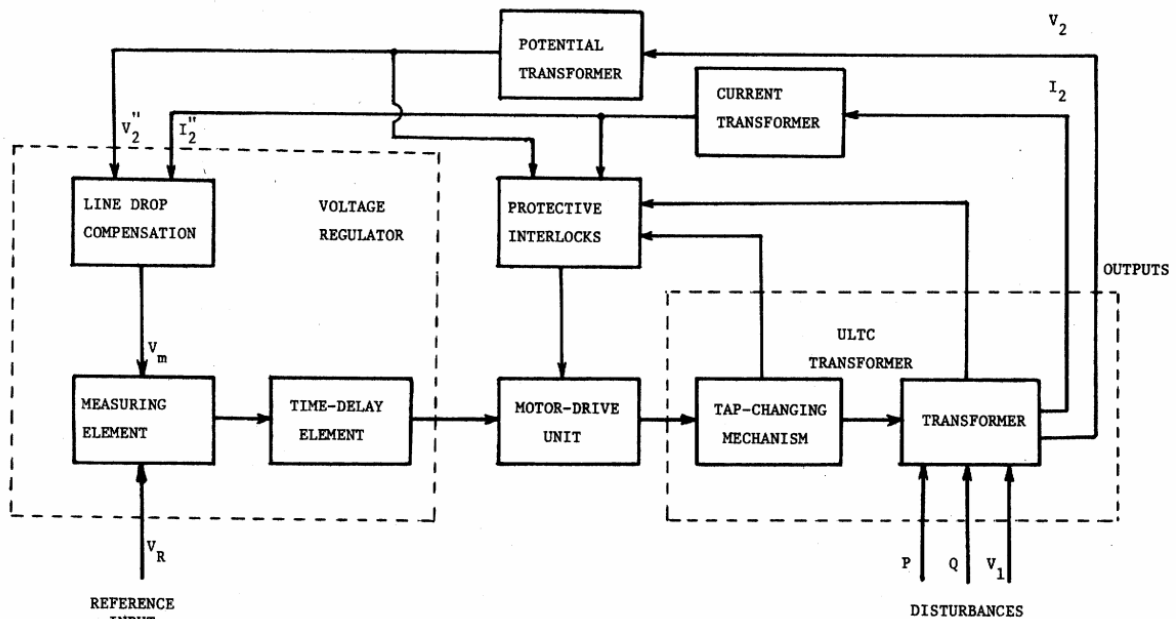 V2
POTENTIAL
TRANSFORMER
I2
CURRENT
TRANSFORMER
V2"
I2"
LINE DROP
COMPENSATION
VOLTAGE
REGULATOR
PROTECTIVE
INTERLOCKS
OUTPUTS
ULTC
TRANSFORMER
Vm
MEASURING
ELEMENT
TIME-DELAY
ELEMENT
MOTOR-DRIVE
UNIT
TAP-CHANGING
MECHANISM
TRANSFORMER
VR
P
Q
V1
REFERENCE
DISTURBANCES